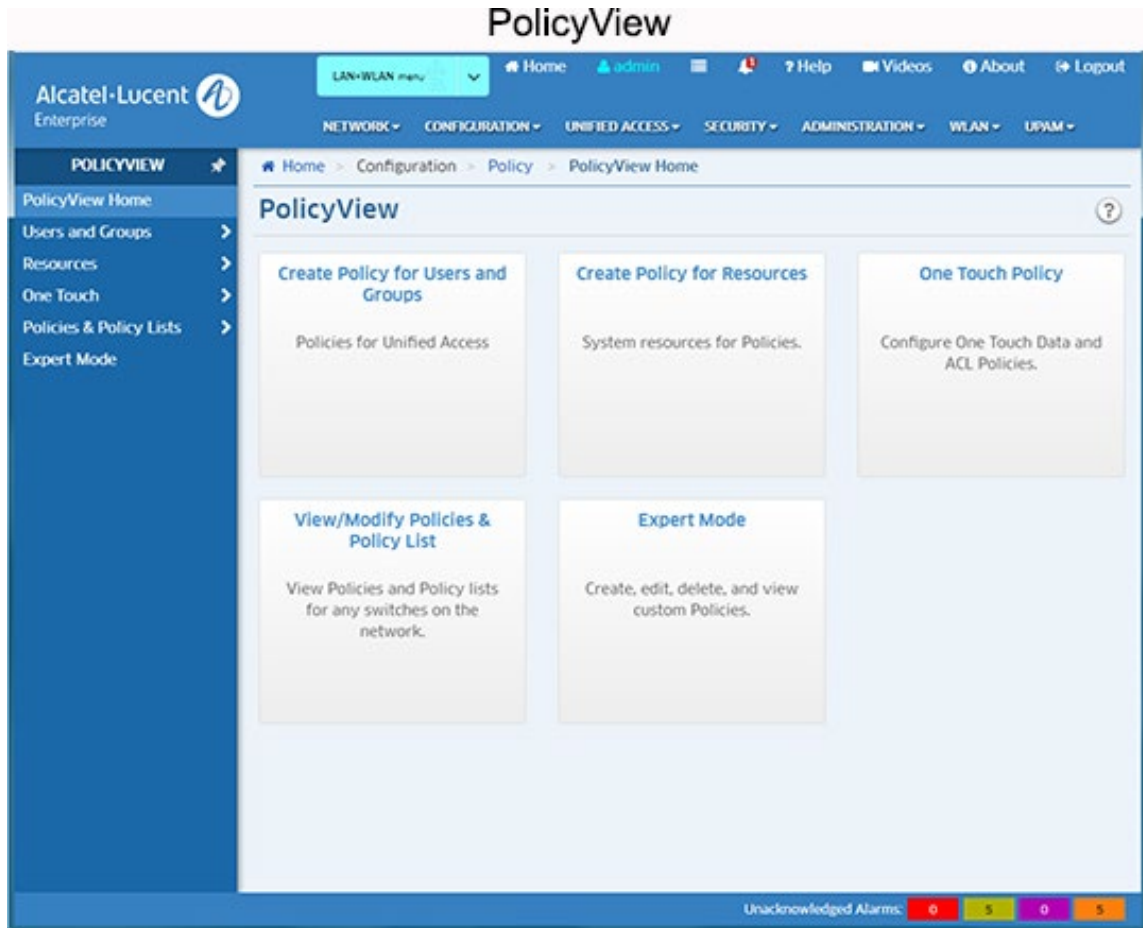 PolicyView
Alcatel·Lucent
Enterprise
LAN+WLAN menu
Home
admin
1
? Help
Videos
About
Logout
NETWORK
CONFIGURATION
UNIFIED ACCESS
SECURITY
ADMINISTRATION
WLAN
UPAM
POLICYVIEW
PolicyView Home
Users and Groups
Resources
One Touch
Policies & Policy Lists
Expert Mode
Home > Configuration > Policy > PolicyView Home
PolicyView
?
Create Policy for Users and
Groups
Policies for Unified Access
Create Policy for Resources
System resources for Policies.
One Touch Policy
Configure One Touch Data and
ACL Policies.
View/Modify Policies &
Policy List
View Policies and Policy lists
for any switches on the
network.
Expert Mode
Create, edit, delete, and view
custom Policies.
Unacknowledged Alarms: 0 5 0 5